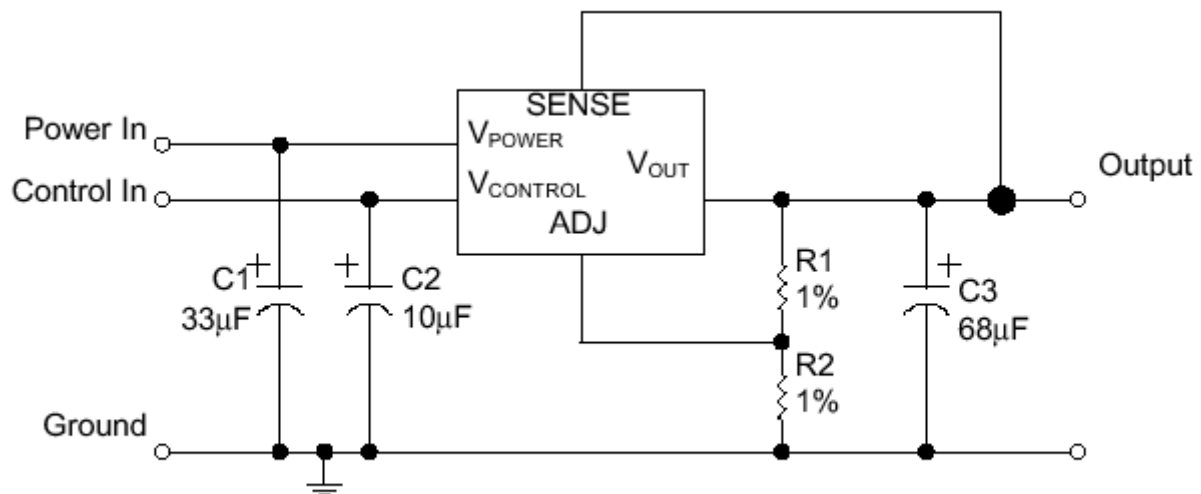 SENSE
Power In
VPOWER
VOUT
Output
Control In
VCONTROL
ADJ
C1
33μF
C2
10μF
R1
1%
C3
68μF
R2
1%
Ground